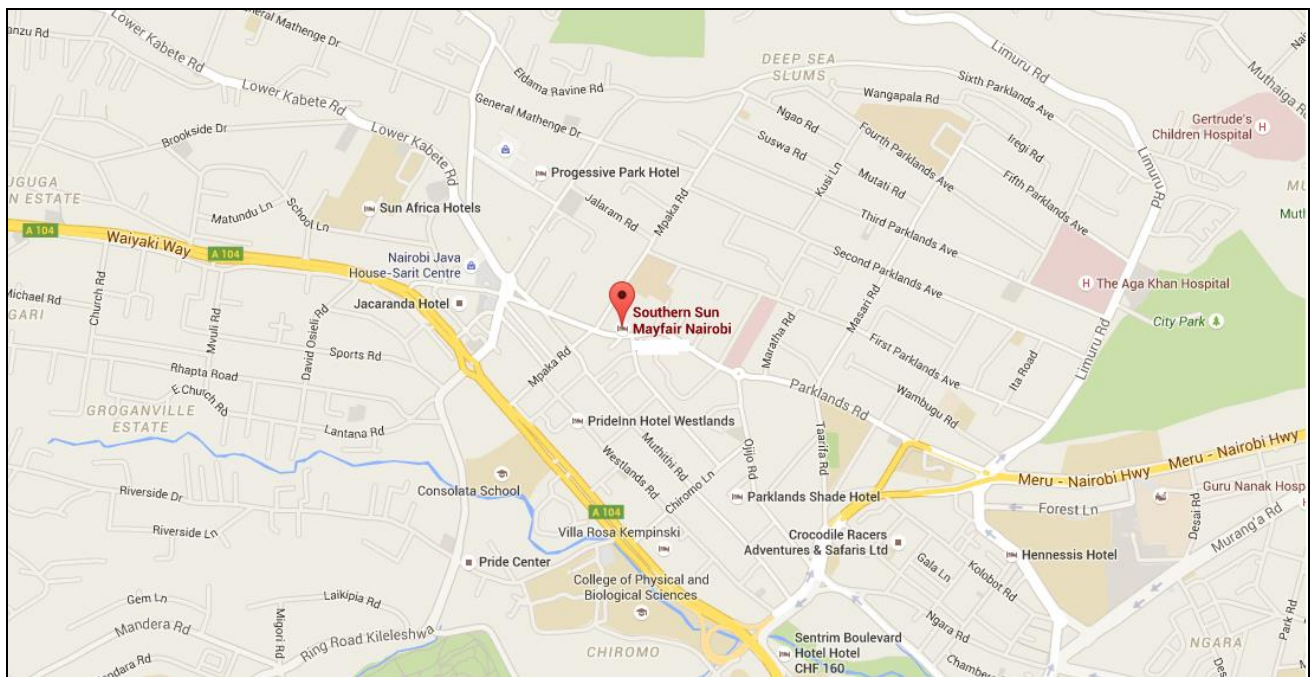 anzu Rd
Lower Kabete Rd
General Mathenge Dr
Eldama Ravine Rd
DEEP SEA
SLUMS
Limuru Rd
Muthaiga Rd
Lower Kabete Rd
General Mathenge Dr
Wangapala Rd
Sixth Parklands Ave
Gertrude's
Children Hospital
H
Brookside Dr
Lower Kabete Rd
Ngao Rd
Suswa Rd
Fourth Parklands Ave
Iregi Rd
Fifth Parklands Ave
Limuru Rd
Progessive Park Hotel
Kusi Ln
Mutati Rd
UGUGA
N ESTATE
Matundu Ln
School Ln
Sun Africa Hotels
Jalaram Rd
Mpaka Rd
Third Parklands Ave
MU
Muth
A 104
Waiyaki Way
A 104
Nairobi Java
House-Sarit Centre
Second Parklands Ave
H
The Aga Khan Hospital
Michael Rd
GARI
Church Rd
Mvuli Rd
David Osieli Rd
Jacaranda Hotel
Southern Sun
Mayfair Nairobi
Maratha Rd
Masari Rd
City Park
Limuru Rd
Sports Rd
Rhapta Road
Mpaka Rd
First Parklands Ave
Ita Road
E Church Rd
GROGANVILLE
ESTATE
Lantana Rd
PrideInn Hotel Westlands
Parklands Rd
Wambugu Rd
Muthithi Rd
Westlands Rd
Chiromo Ln
Ojijo Rd
Taarifa Rd
Meru - Nairobi Hwy
Meru - Nairobi Hwy
Riverside Dr
Consolata School
Parklands Shade Hotel
Guru Nanak Hosp
H
Forest Ln
Desai Rd
Murang'a Rd
Riverside Ln
A 104
Villa Rosa Kempinski
Crocodile Racers
Adventures & Safaris Ltd
Hennessis Hotel
Pride Center
College of Physical and
Biological Sciences
Gala Ln
Kolobot Rd
Gem Ln
Laikipia Rd
Mandera Rd
Migori Rd
Ring Road Kileleshwa
CHIROMO
Ngara Rd
Park Rd
NGARA
Sentrim Boulevard
Hotel Hotel
CHF 160
Chambe
Des
andara Rd